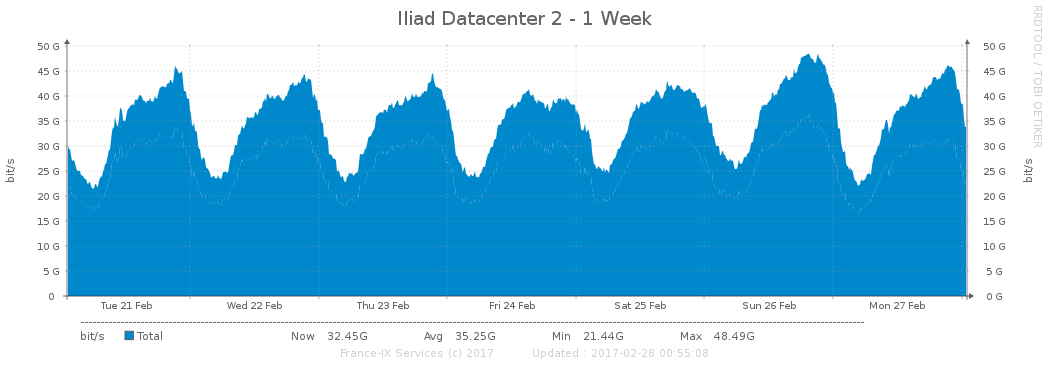 Iliad Datacenter 2 - 1 Week
RRDTOOL / TOBI OETIKER
bit/s
50 G
45 G
40 G
35 G
30 G
25 G
20 G
15 G
10 G
5 G
0
50 G
45 G
40 G
35 G
30 G
25 G
20 G
15 G
10 G
5 G
0 G
bit/s
Tue 21 Feb Wed 22 Feb Thu 23 Feb Fri 24 Feb Sat 25 Feb Sun 26 Feb Mon 27 Feb
bit/s Total Now 32.45G Avg 35.25G Min 21.44G Max 48.49G
France-IX Services (c) 2017 Updated : 2017-02-28 00:55:08